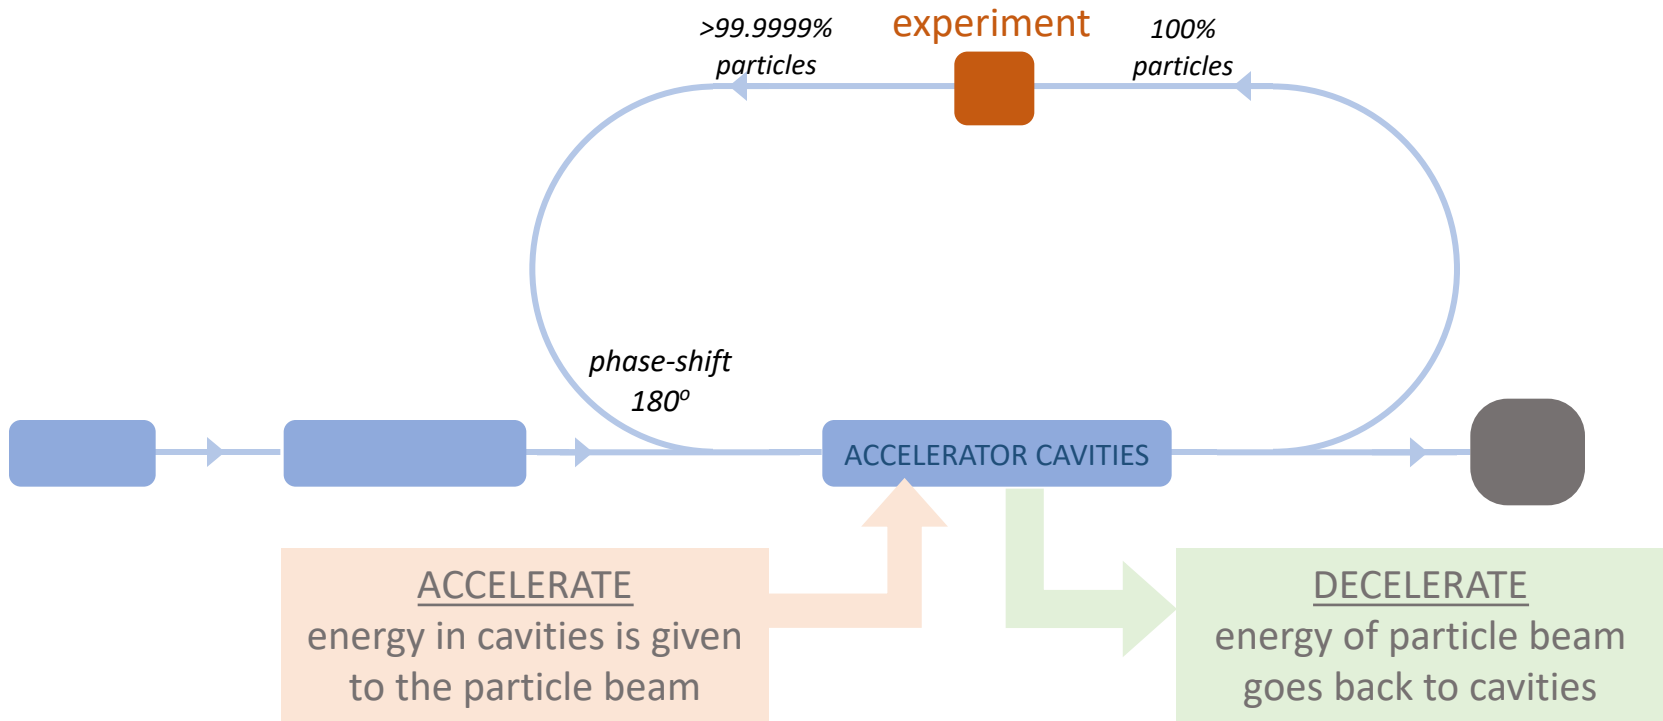 >99.9999%
particles
experiment
100%
particles
phase-shift
180º
ACCELERATOR CAVITIES
ACCELERATE
energy in cavities is given
to the particle beam
DECELERATE
energy of particle beam
goes back to cavities